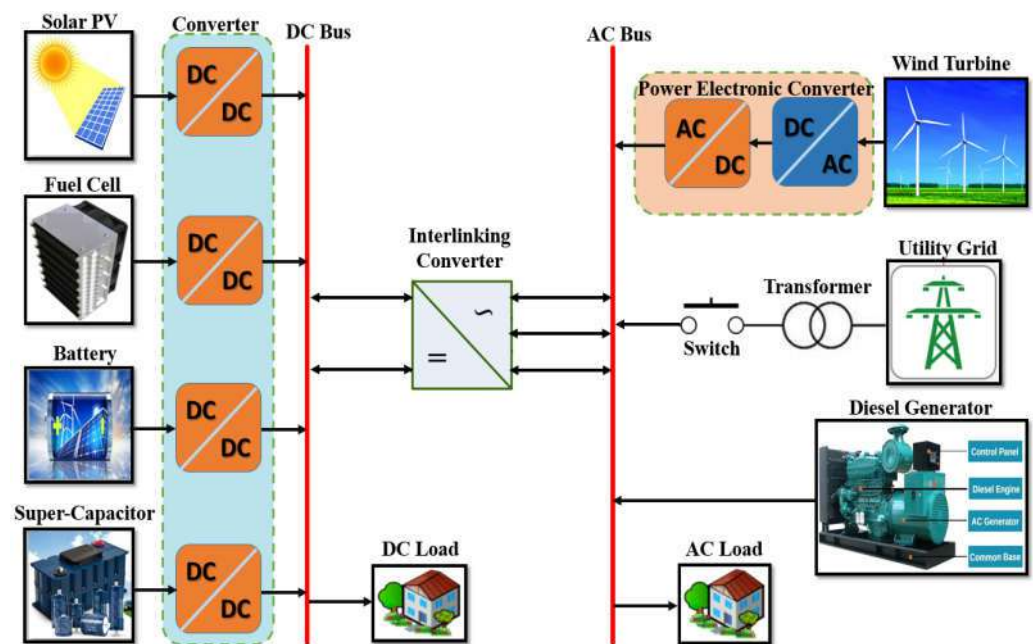 Solar PV
Converter
DC Bus
AC Bus
Wind Turbine
Power Electronic Converter
DC
DC
AC
DC
DC
AC
Fuel Cell
DC
DC
Interlinking
Converter
Utility Grid
Transformer
Switch
Battery
DC
DC
Diesel Generator
Control Panel
Diesel Engine
AC Generator
Common Base
Super-Capacitor
DC
DC
DC Load
AC Load